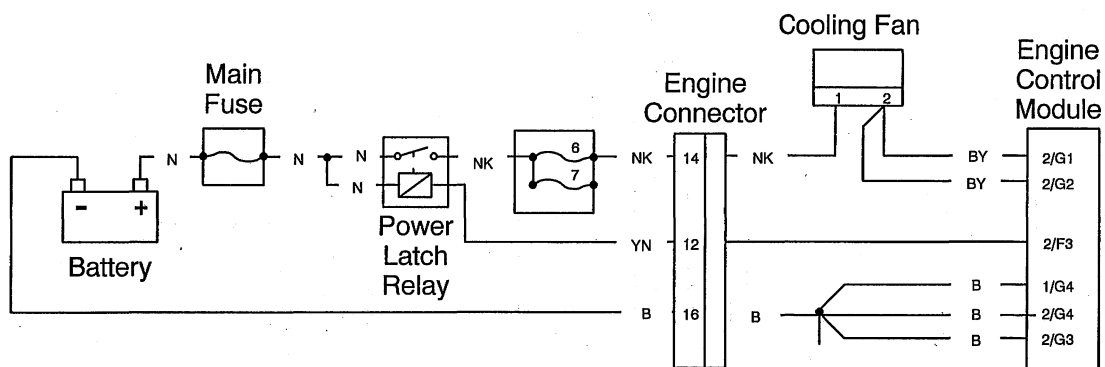 Cooling Fan
1 2
Main
Fuse
Engine
Connector
Engine
Control
Module
N N N NK 6 NK 14 NK BY 2/G1
N 7 BY 2/G2
- +
Battery
Power
Latch
Relay
YN 12 2/F3
B 1/G4
B 16 B B 2/G4
B 2/G3